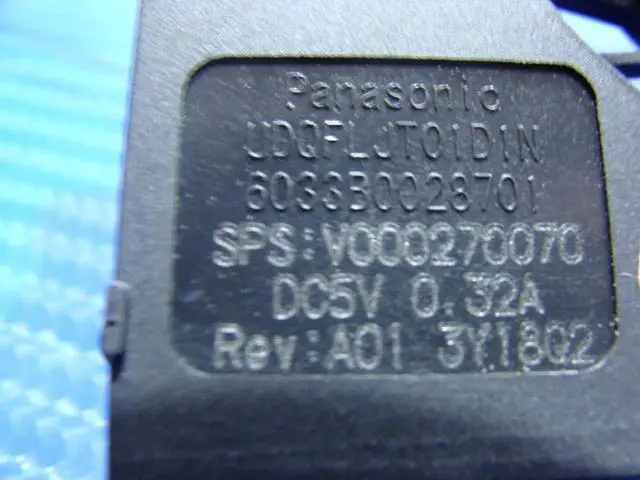 Panasonic
UDQFLJT01D1N
6033B0028701
SPS:V000270070
DC5V 0.32A
Rev:A01 3Y1802